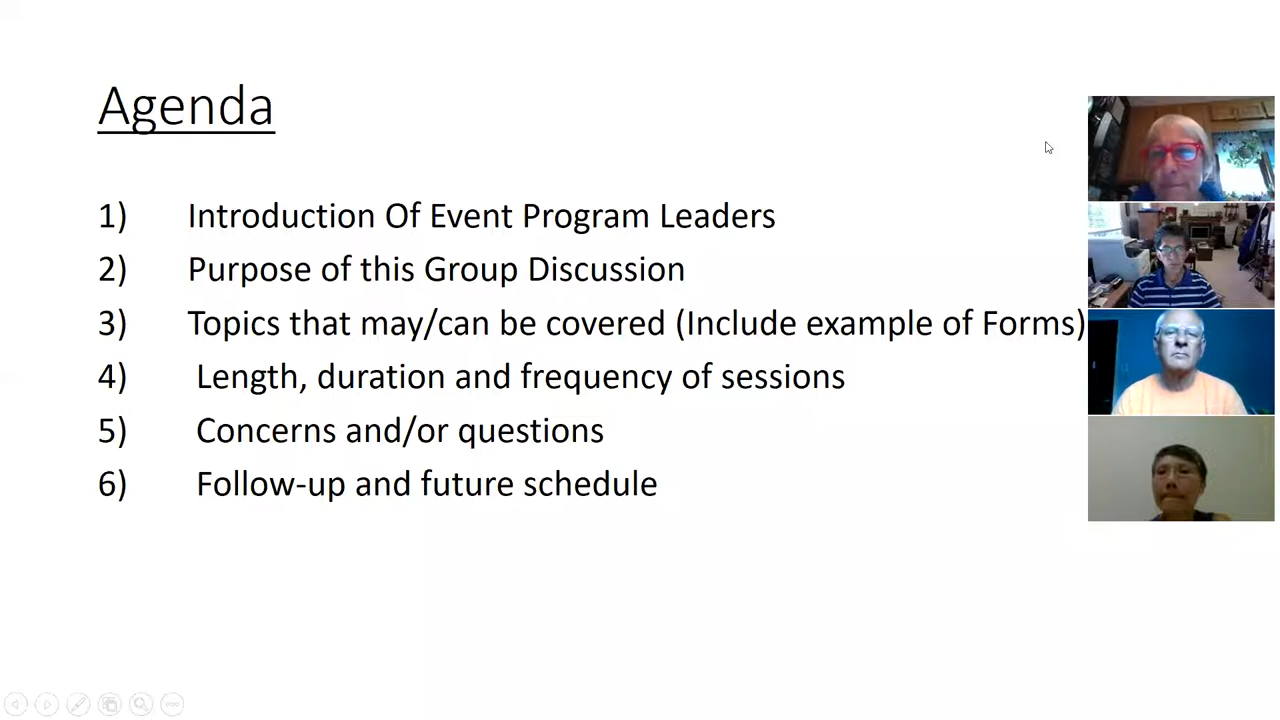 Agenda
1) Introduction Of Event Program Leaders
2) Purpose of this Group Discussion
3) Topics that may/can be covered (Include example of Forms)
4) Length, duration and frequency of sessions
5) Concerns and/or questions
6) Follow-up and future schedule